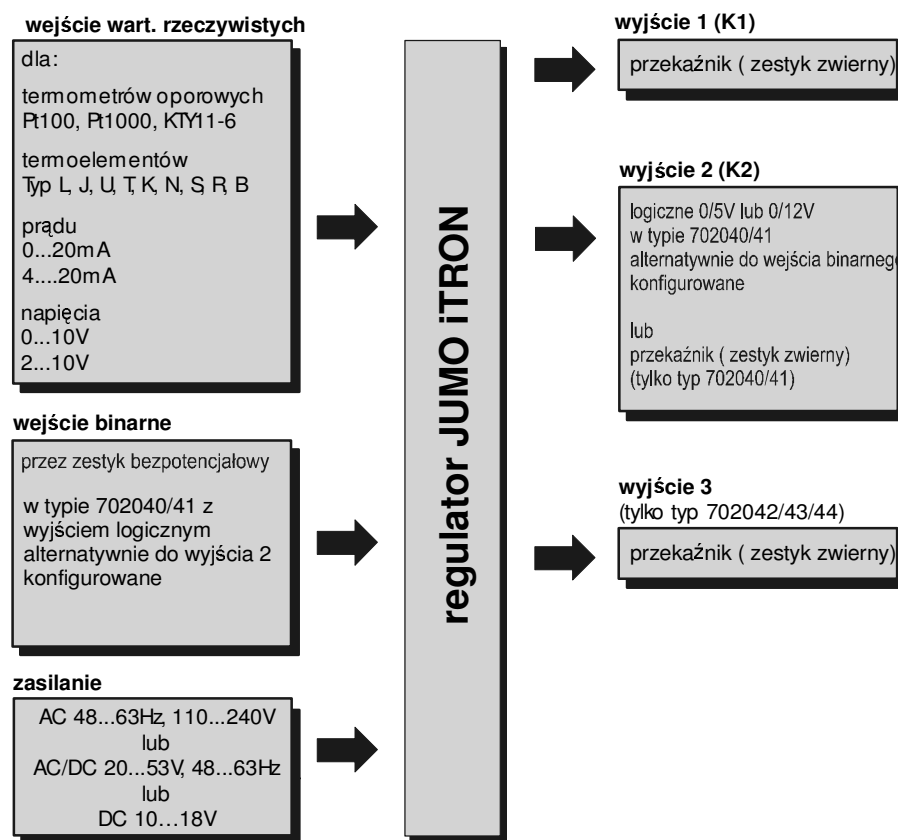 wejście wart. rzeczywistych
dla:
termometrów oporowych
Pt100, Pt1000, KTY11-6
termoelementów
Typ L, J, U, T, K, N, S, R, B
prądu
0...20mA
4....20mA
napięcia
0...10V
2...10V
wejście binarne
przez zestyk bezpotencjałowy
w typie 702040/41 z
wyjściem logicznym
alternatywnie do wyjścia 2
konfigurowane
zasilanie
AC 48...63Hz, 110...240V
lub
AC/DC 20...53V, 48...63Hz
lub
DC 10...18V
regulator JUMO iTRON
wyjście 1 (K1)
przekaźnik ( zestyk zwierny)
wyjście 2 (K2)
logiczne 0/5V lub 0/12V
w typie 702040/41
alternatywnie do wejścia binarnego
konfigurowane
lub
przekaźnik ( zestyk zwierny)
(tylko typ 702040/41)
wyjście 3
(tylko typ 702042/43/44)
przekaźnik ( zestyk zwierny)